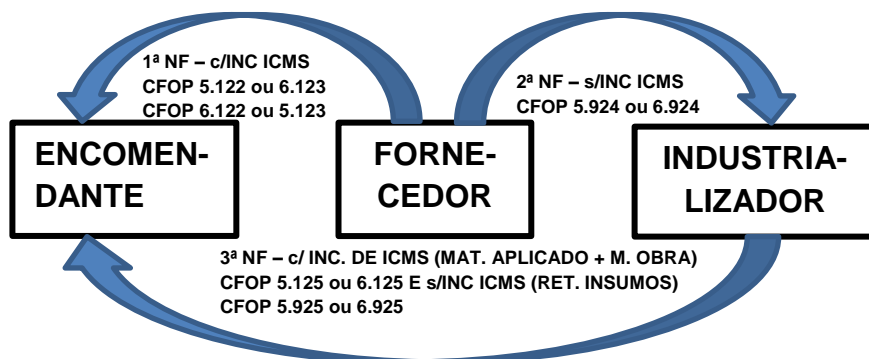 1ª NF – c/INC ICMS
CFOP 5.122 ou 6.123
CFOP 6.122 ou 5.123
2ª NF – s/INC ICMS
CFOP 5.924 ou 6.924
ENCOMEN-
DANTE
FORNE-
CEDOR
INDUSTRIA-
LIZADOR
3ª NF – c/ INC. DE ICMS (MAT. APLICADO + M. OBRA)
CFOP 5.125 ou 6.125 E s/INC ICMS (RET. INSUMOS)
CFOP 5.925 ou 6.925